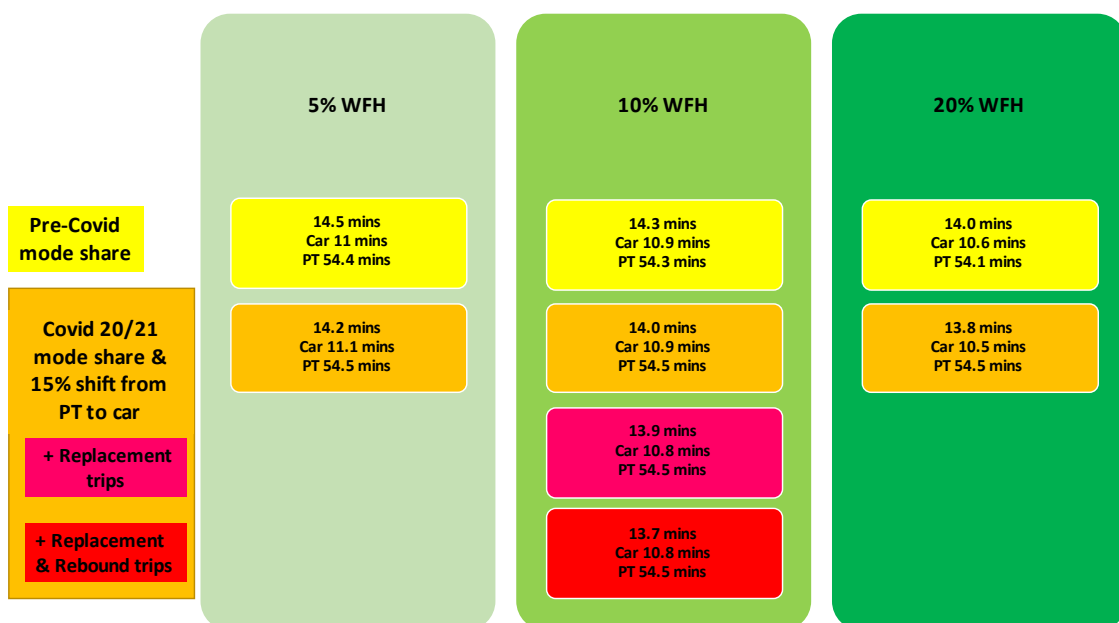 5% WFH
10% WFH
20% WFH
Pre-Covid
mode share
14.5 mins
Car 11 mins
PT 54.4 mins
14.3 mins
Car 10.9 mins
PT 54.3 mins
14.0 mins
Car 10.6 mins
PT 54.1 mins
Covid 20/21
mode share &
15% shift from
PT to car
14.2 mins
Car 11.1 mins
PT 54.5 mins
14.0 mins
Car 10.9 mins
PT 54.5 mins
13.8 mins
Car 10.5 mins
PT 54.5 mins
+ Replacement
trips
13.9 mins
Car 10.8 mins
PT 54.5 mins
+ Replacement
& Rebound trips
13.7 mins
Car 10.8 mins
PT 54.5 mins